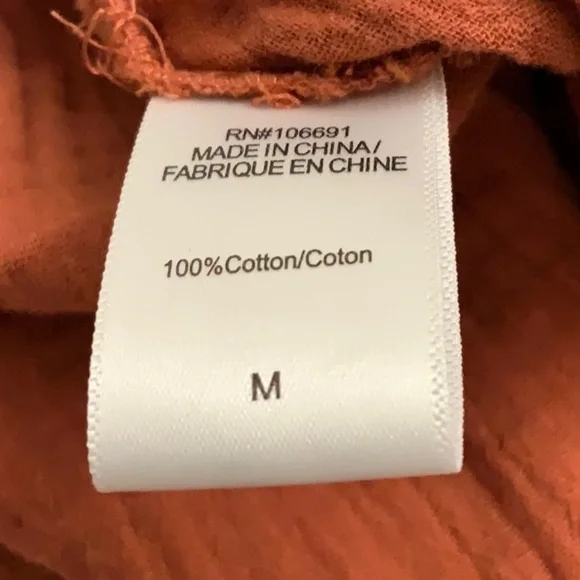 RN#106691
MADE IN CHINA/
FABRIQUE EN CHINE
100%Cotton/Coton
M